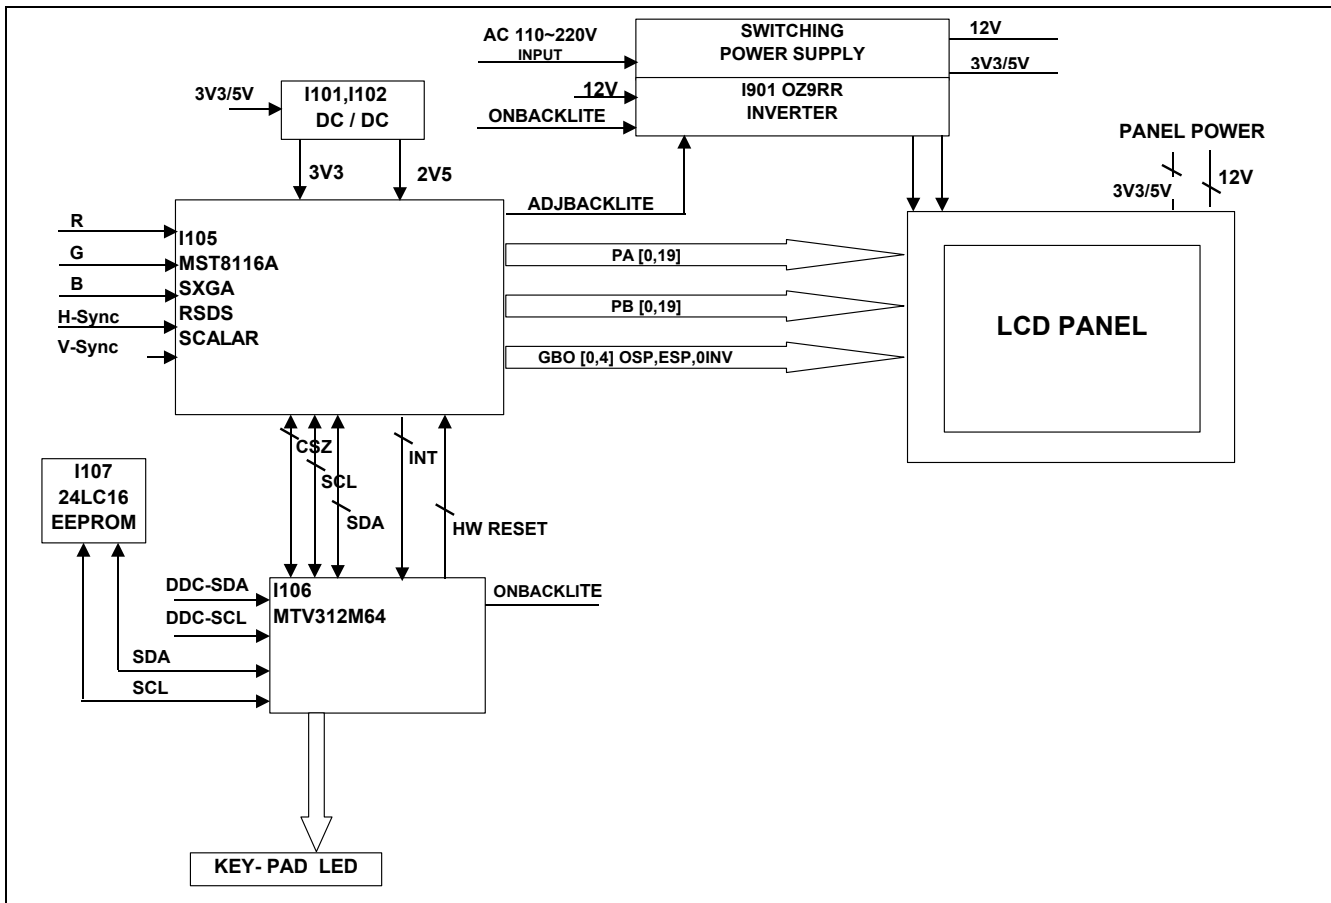 AC 110~220V
INPUT
SWITCHING
POWER SUPPLY
12V
3V3/5V
12V
ONBACKLITE
I901 OZ9RR
INVERTER
3V3/5V
I101,I102
DC / DC
3V3
2V5
PANEL POWER
3V3/5V
12V
ADJBACKLITE
R
G
B
H-Sync
V-Sync
I105
MST8116A
SXGA
RSDS
SCALAR
PA [0,19]
PB [0,19]
GBO [0,4] OSP,ESP,0INV
LCD PANEL
CSZ
SCL
SDA
INT
HW RESET
I107
24LC16
EEPROM
DDC-SDA
DDC-SCL
SDA
SCL
I106
MTV312M64
ONBACKLITE
KEY- PAD LED